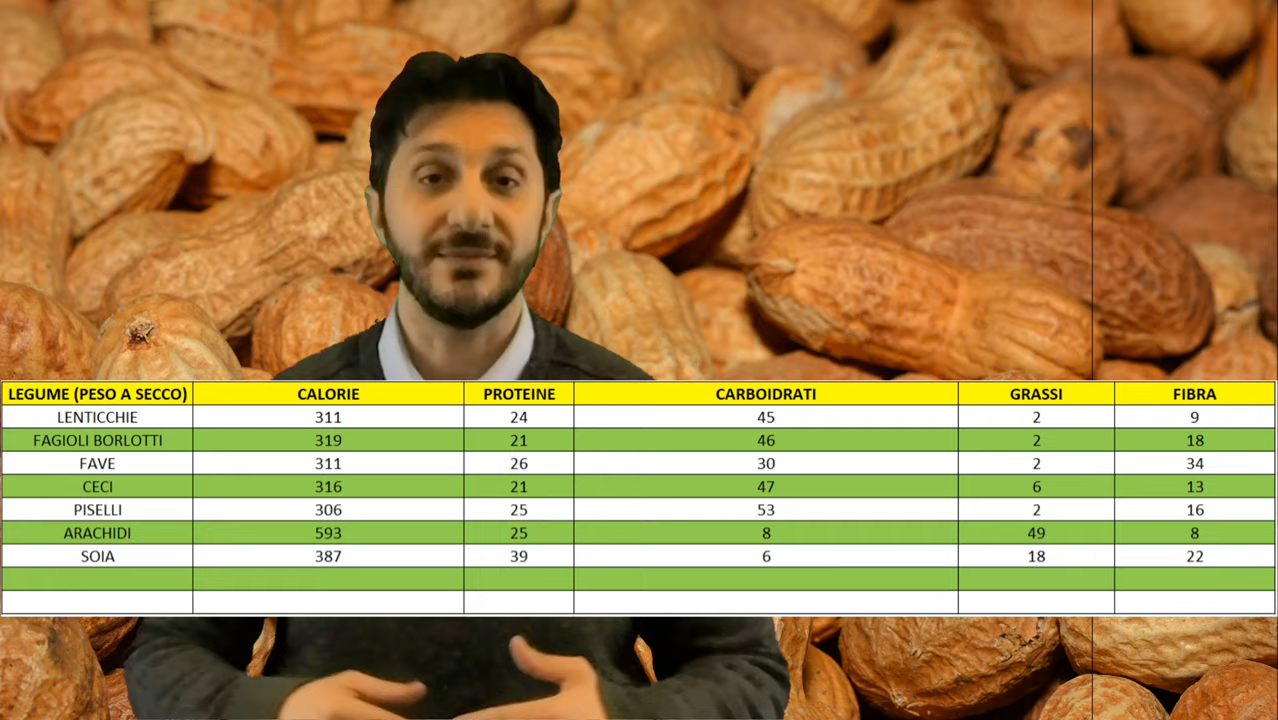 LEGUME (PESO A SECCO) CALORIE PROTEINE CARBOIDRATI GRASSI FIBRA
LENTICCHIE 311 24 45 2 9
FAGIOLI BORLOTTI 319 21 46 2 18
FAVE 311 26 30 2 34
CECI 316 21 47 6 13
PISELLI 306 25 53 2 16
ARACHIDI 593 25 8 49 8
SOIA 387 39 6 18 22